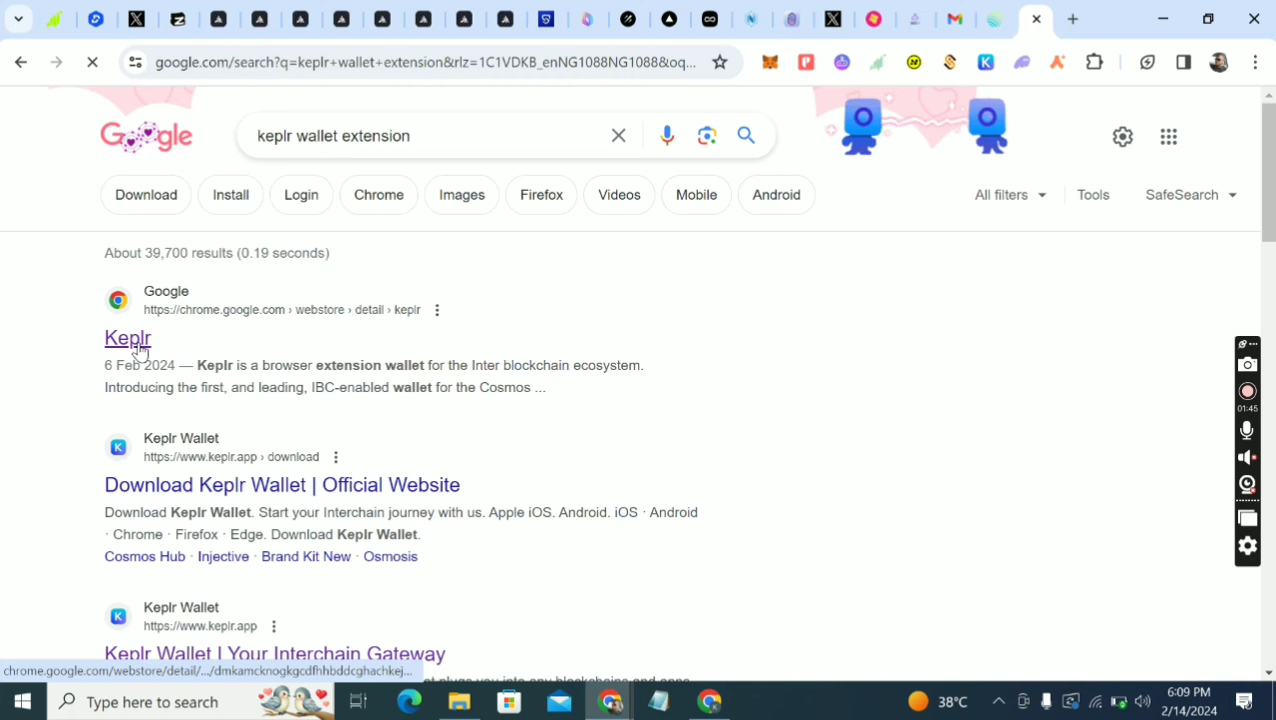 google.com/search?q=keplr+wallet+extension&rlz=1C1VDKB_enNG1088NG1088&oq...
Google
keplr wallet extension
Download
Install
Login
Chrome
Images
Firefox
Videos
Mobile
Android
All filters
Tools
SafeSearch
About 39,700 results (0.19 seconds)
Google
https://chrome.google.com › webstore › detail › keplr
Keplr
6 Feb 2024 — Keplr is a browser extension wallet for the Inter blockchain ecosystem.
Introducing the first, and leading, IBC-enabled wallet for the Cosmos ...
Keplr Wallet
https://www.keplr.app › download
Download Keplr Wallet | Official Website
Download Keplr Wallet. Start your Interchain journey with us. Apple iOS. Android. iOS · Android
· Chrome · Firefox · Edge. Download Keplr Wallet.
Cosmos Hub · Injective · Brand Kit New · Osmosis
Keplr Wallet
https://www.keplr.app
Keplr Wallet | Your Interchain Gateway
chrome.google.com/webstore/detail/.../dmkamcknogkgcdfhhbddcghachkej...
01:45
Type here to search
38°C
6:09 PM
2/14/2024